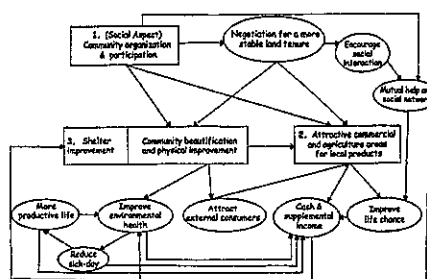 1. (Social Aspect)
Community organization
& participation
Negotiation for a more
stable land tenure
Encourage
social
interaction
Mutual help an
social networ
3. Shelter
improvement
Community beautification
and physical improvement
2. Attractive commercial
and agriculture areas
for local products
More
productive life
Improve
environmental
health
Attract
external consumers
Cash &
supplemental
income
Improve
life chance
Reduce
sick-day